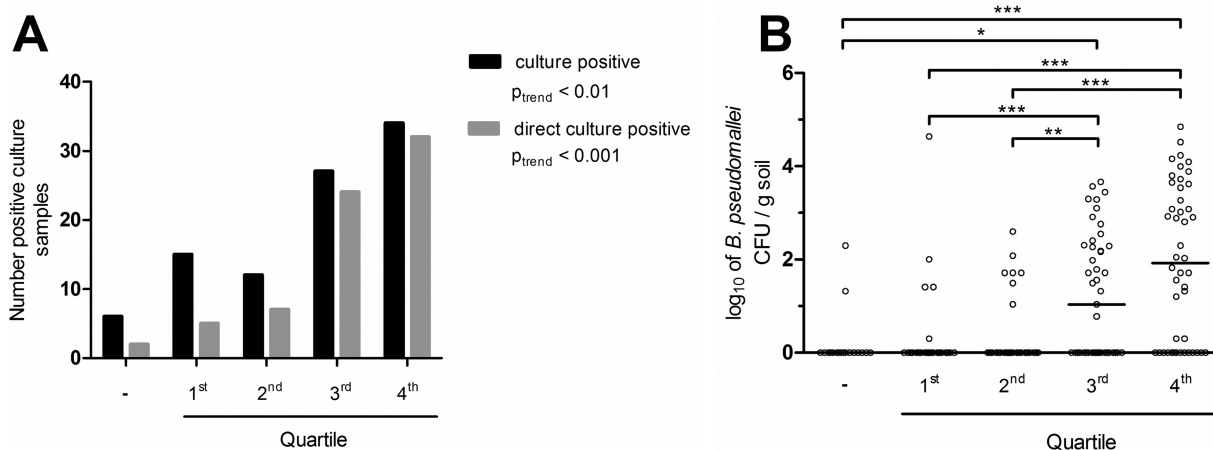 A
Number positive culture
samples
40
30
20
10
0
-
1st
2nd
3rd
4th
Quartile
culture positive
ptrend < 0.01
direct culture positive
ptrend < 0.001
B
***
*
***
***
***
**
log10 of B. pseudomallei
CFU / g soil
6
4
2
0
-
1st
2nd
3rd
4th
Quartile